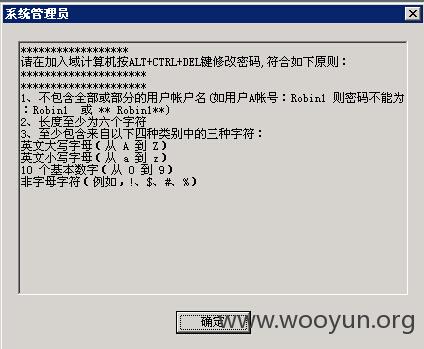 系统管理员
*******************
请在加入域计算机按ALT+CTRL+DEL键修改密码,符合如下原则：
**********************
**********************
1、不包含全部或部分的用户帐户名(如用户A帐号：Robin1 则密码不能为
：Robin1  或 ** Robin1**)
2、长度至少为六个字符
3、至少包含来自以下四种类别中的三种字符：
英文大写字母(从 A 到 Z)
英文小写字母(从 a 到 z)
10 个基本数字(从 0 到 9)
非字母字符(例如,!、$、#、%)
确定
www.wooyun.org